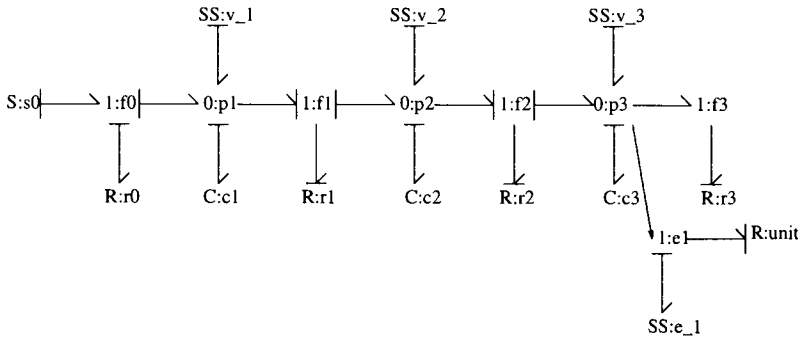 SS:v_1 SS:v_2 SS:v_3
S:s0 1:f0 0:p1 1:f1 0:p2 1:f2 0:p3 1:f3
R:r0 C:c1 R:r1 C:c2 R:r2 C:c3 R:r3
1:e1 R:unit
SS:e_1